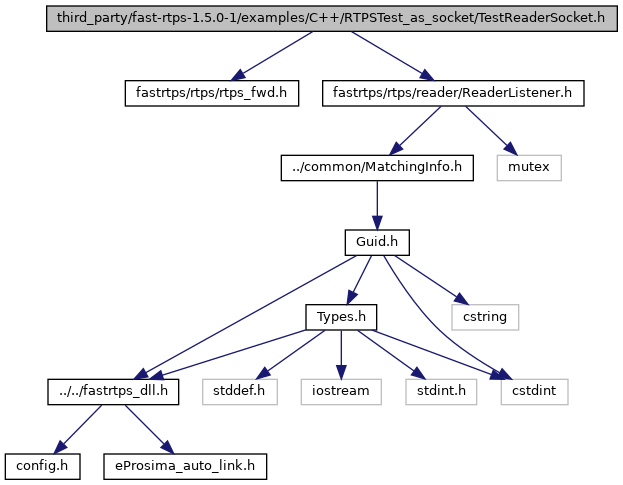 third_party/fast-rtps-1.5.0-1/examples/C++/RTPSTest_as_socket/TestReaderSocket.h
fastrtps/rtps/rtps_fwd.h
fastrtps/rtps/reader/ReaderListener.h
../common/MatchingInfo.h
mutex
Guid.h
Types.h
cstring
../../fastrtps_dll.h
stddef.h
iostream
stdint.h
cstdint
config.h
eProsima_auto_link.h